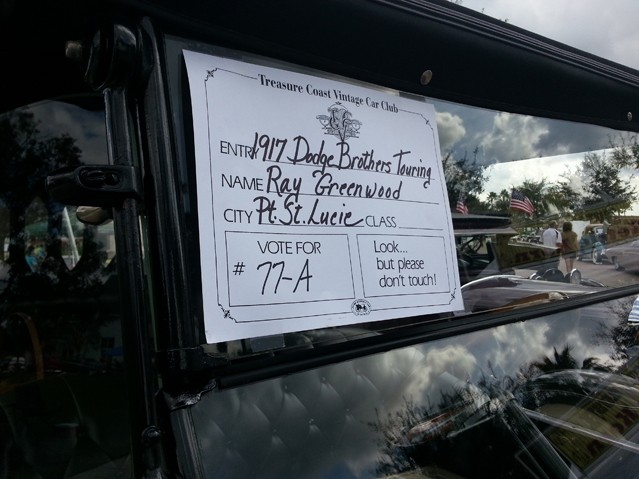 Treasure Coast Vintage Car Club
ENTRY 1917 Dodge Brothers Touring
NAME Ray Greenwood
CITY Pt. St. Lucie CLASS
VOTE FOR
# 77-A
Look...
but please
don't touch!